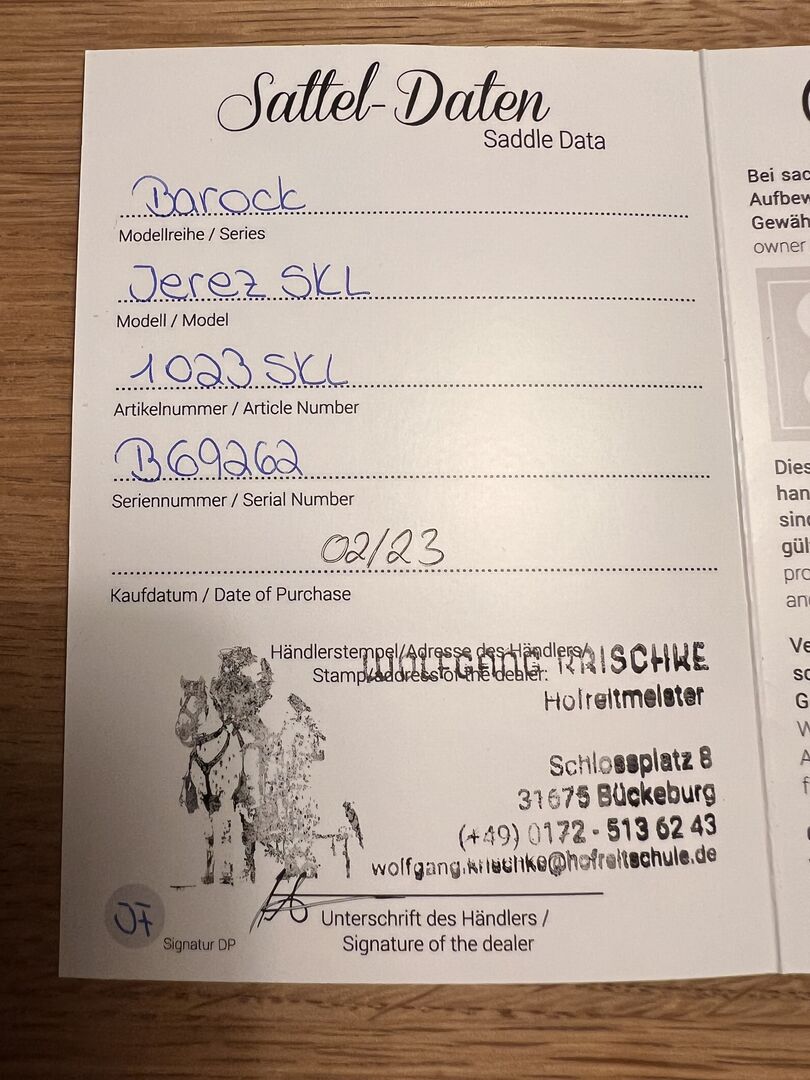 Sattel-Daten
Saddle Data
Barock
Modellreihe / Series
Jerez SKL
Modell / Model
1023 SKL
Artikelnummer / Article Number
B69262
Seriennummer / Serial Number
02/23
Kaufdatum / Date of Purchase
Händlerstempel/Adresse des Händlers/
Stamp/address of the dealer:
WOLFGANG KRISCHKE
Hofreitmeister
Schlossplatz 8
31675 Bückeburg
(+49) 0172 - 513 62 43
wolfgang.krischke@hofreitschule.de
JF
Signatur DP
Unterschrift des Händlers /
Signature of the dealer
Bei sac
Aufbew
Gewäh
owner
Dies
han
sind
gül
pro
and
Ve
G
W
A
f